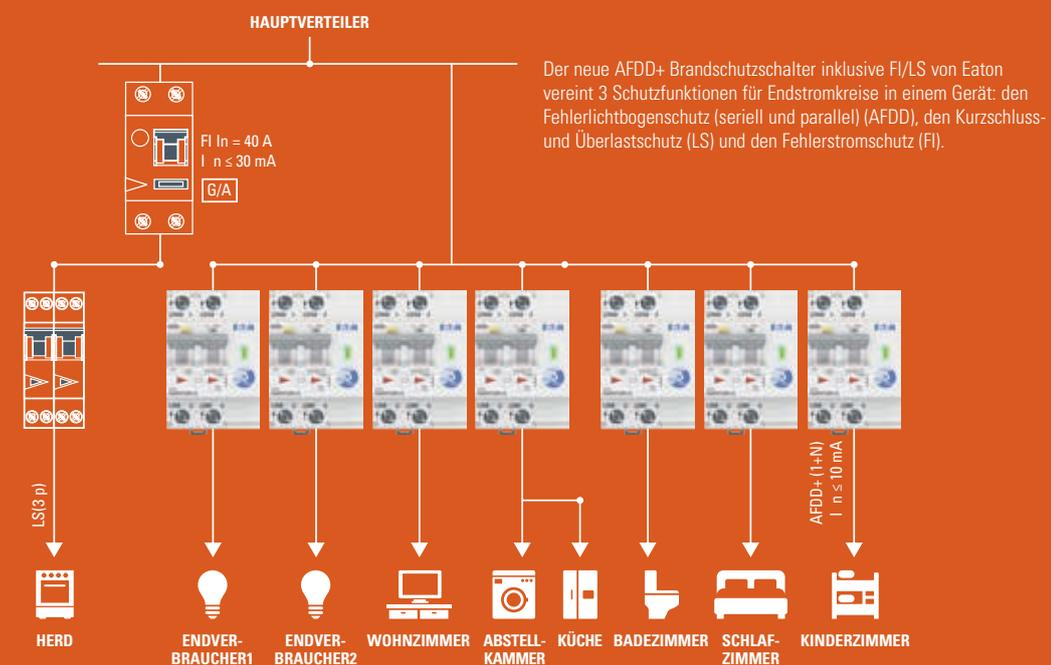 HAUPTVERTEILER
Der neue AFDD+ Brandschutzschalter inklusive FI/LS von Eaton
vereint 3 Schutzfunktionen für Endstromkreise in einem Gerät: den
Fehlerlichtbogenschutz (seriell und parallel) (AFDD), den Kurzschluss-
und Überlastschutz (LS) und den Fehlerstromschutz (FI).
FI In = 40 A
I n ≤ 30 mA
G/A
LS(3 p)
AFDD+ (1+N)
I n ≤ 10 mA
HERD
ENDVER-
BRAUCHER1
ENDVER-
BRAUCHER2
WOHNZIMMER
ABSTELL-
KAMMER
KÜCHE
BADEZIMMER
SCHLAF-
ZIMMER
KINDERZIMMER